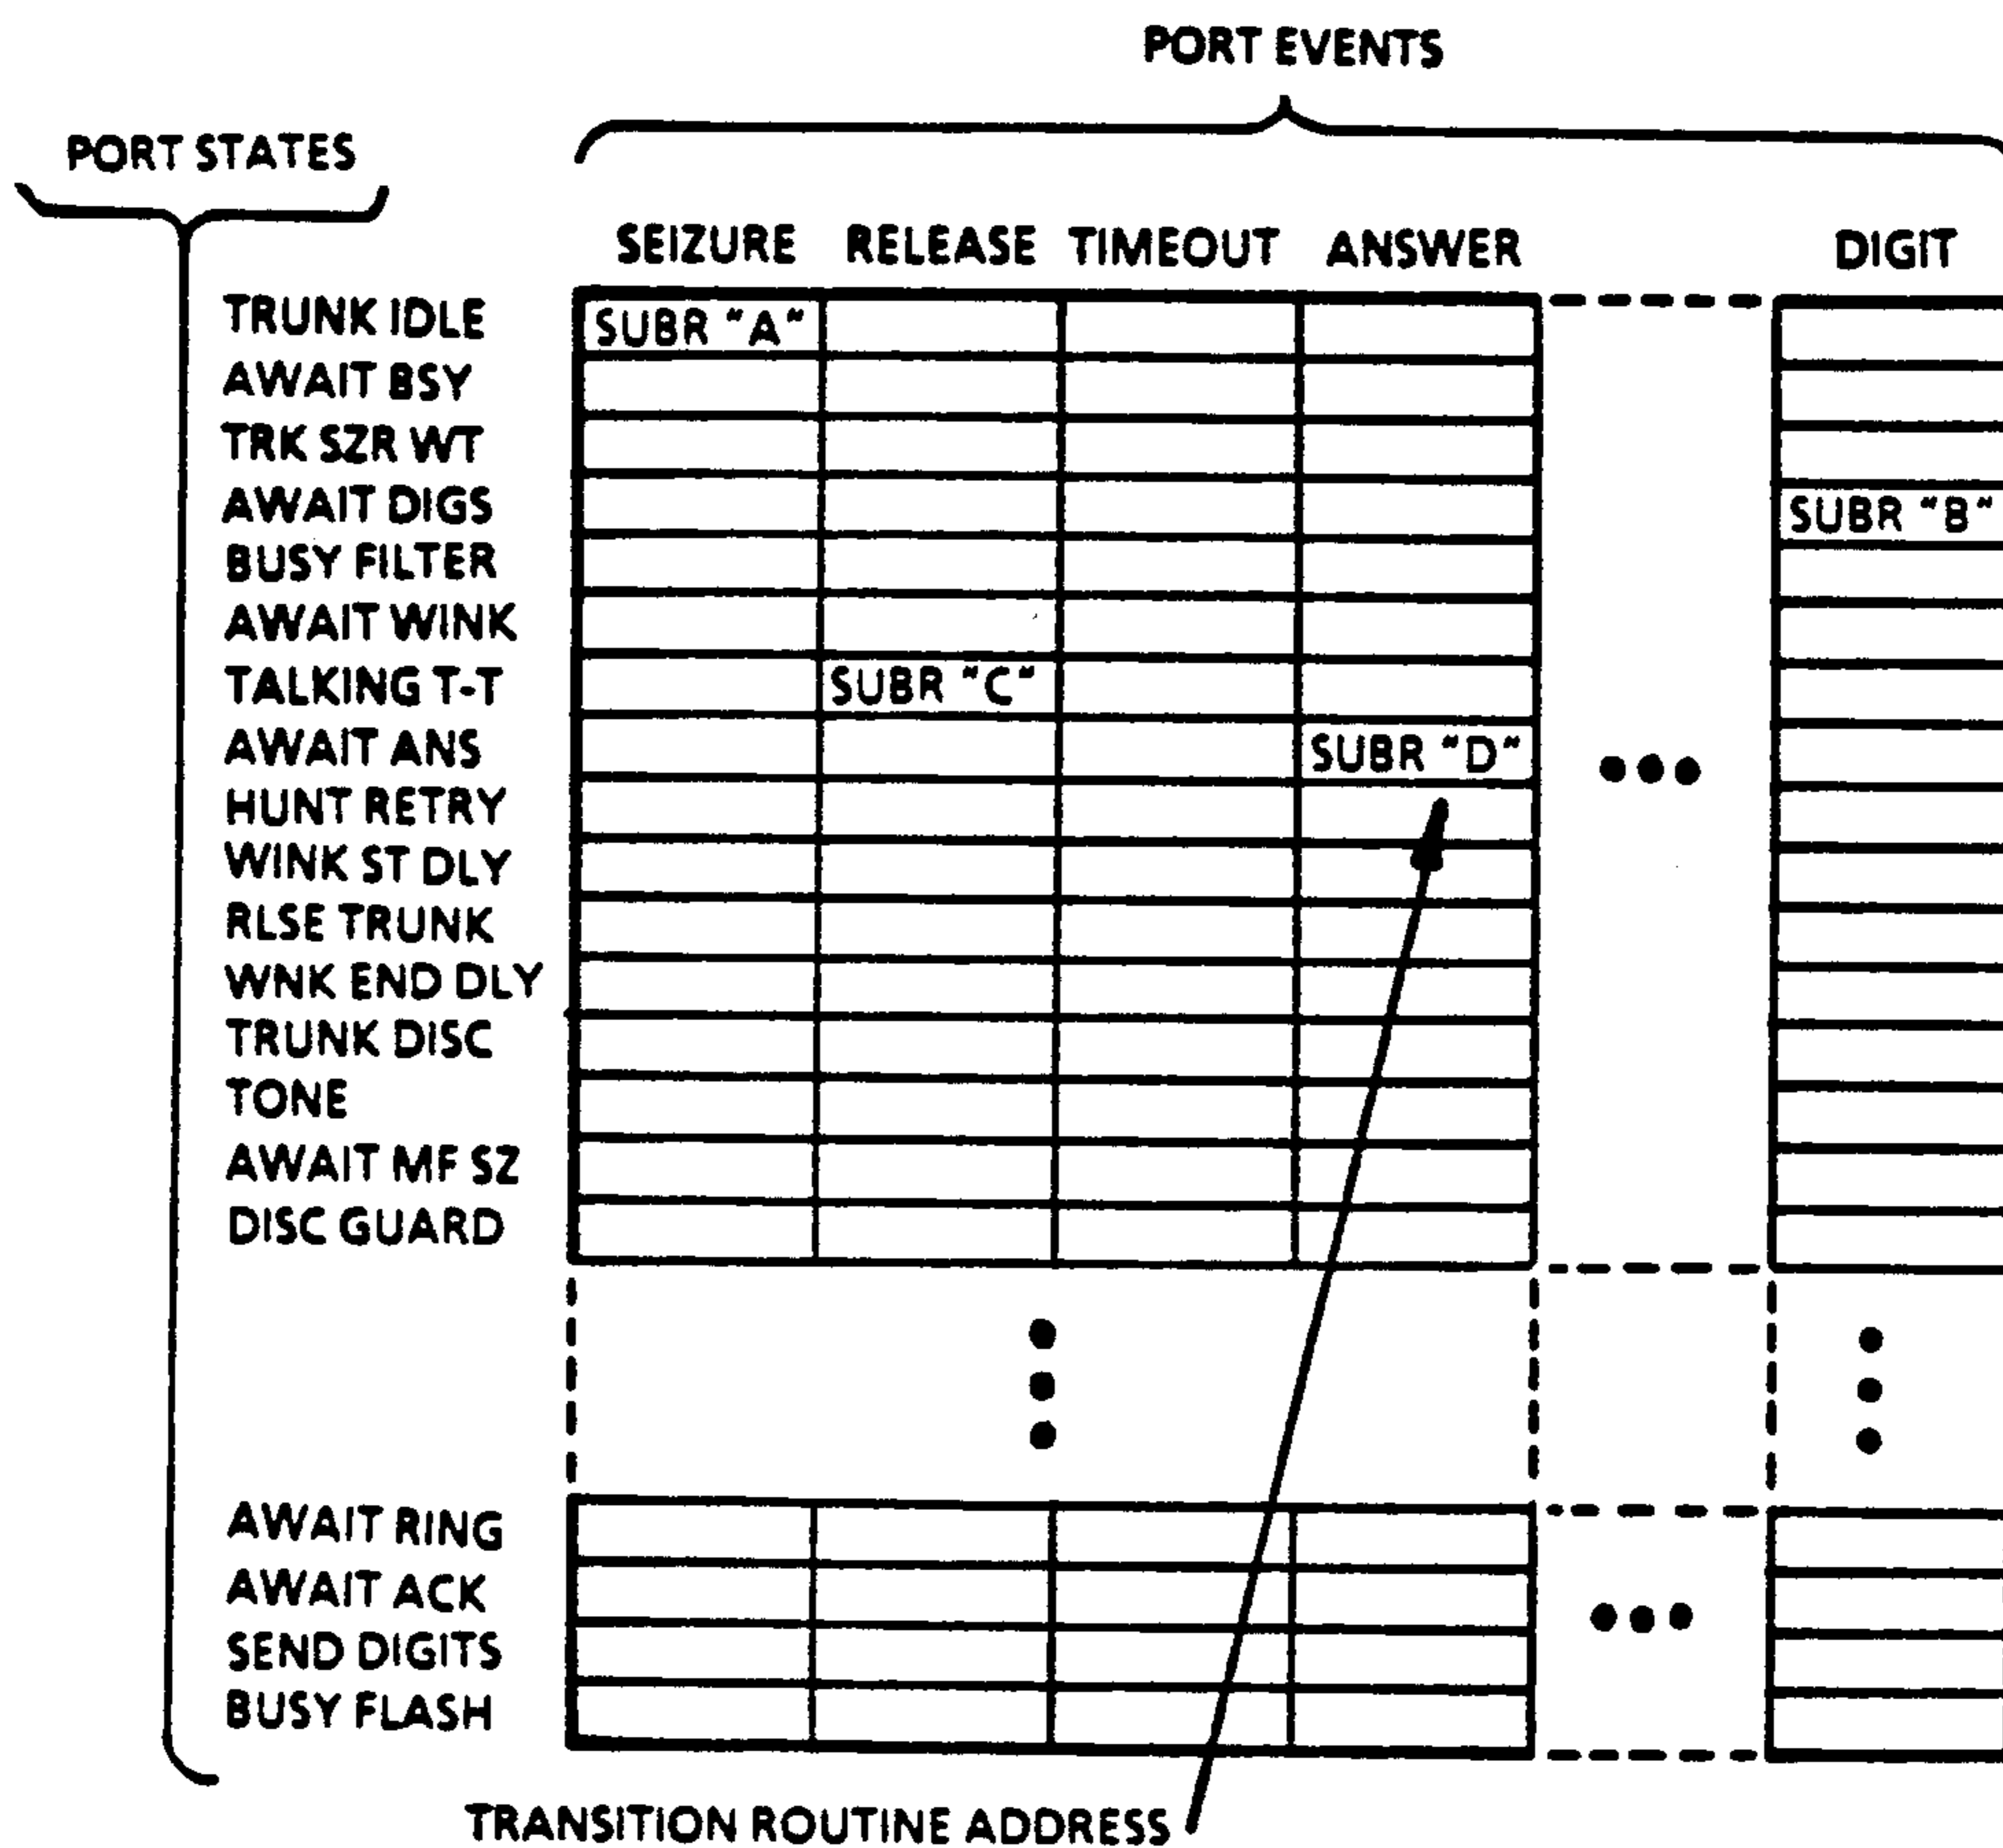 PORT EVENTS
PORT STATES
SEIZURE RELEASE TIMEOUT ANSWER DIGIT
TRUNK IDLE SUBR "A"
AWAIT BSY
TRK SZR WT
AWAIT DIGS SUBR "B"
BUSY FILTER
AWAIT WINK
TALKING T-T SUBR "C"
AWAIT ANS SUBR "D"
HUNT RETRY
WINK ST DLY
RLSE TRUNK
WNK END DLY
TRUNK DISC
TONE
AWAIT MF SZ
DISC GUARD
AWAIT RING
AWAIT ACK
SEND DIGITS
BUSY FLASH
TRANSITION ROUTINE ADDRESS